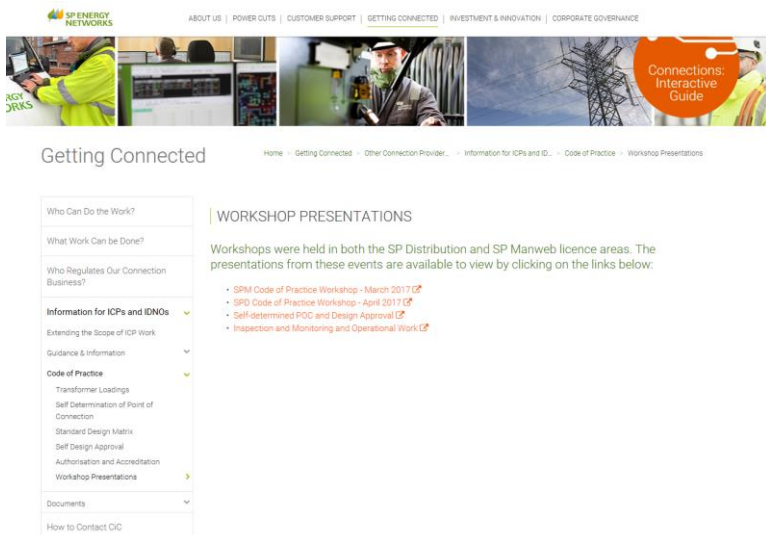 SP ENERGY
NETWORKS
ABOUT US | POWER CUTS | CUSTOMER SUPPORT | GETTING CONNECTED | INVESTMENT & INNOVATION | CORPORATE GOVERNANCE
Connections:
Interactive
Guide
Getting Connected
Home > Getting Connected > Other Connection Provider... > Information for ICPs and ID... > Code of Practice > Workshop Presentations
Who Can Do the Work?
What Work Can be Done?
Who Regulates Our Connection
Business?
Information for ICPs and IDNOs
Extending the Scope of ICP Work
Guidance & Information
Code of Practice
Transformer Loadings
Self Determination of Point of
Connection
Standard Design Matrix
Self Design Approval
Authorisation and Accreditation
Workshop Presentations
Documents
How to Contact CiC
WORKSHOP PRESENTATIONS
Workshops were held in both the SP Distribution and SP Manweb licence areas. The
presentations from these events are available to view by clicking on the links below:
• SPM Code of Practice Workshop - March 2017
• SPD Code of Practice Workshop - April 2017
• Self-determined POC and Design Approval
• Inspection and Monitoring and Operational Work